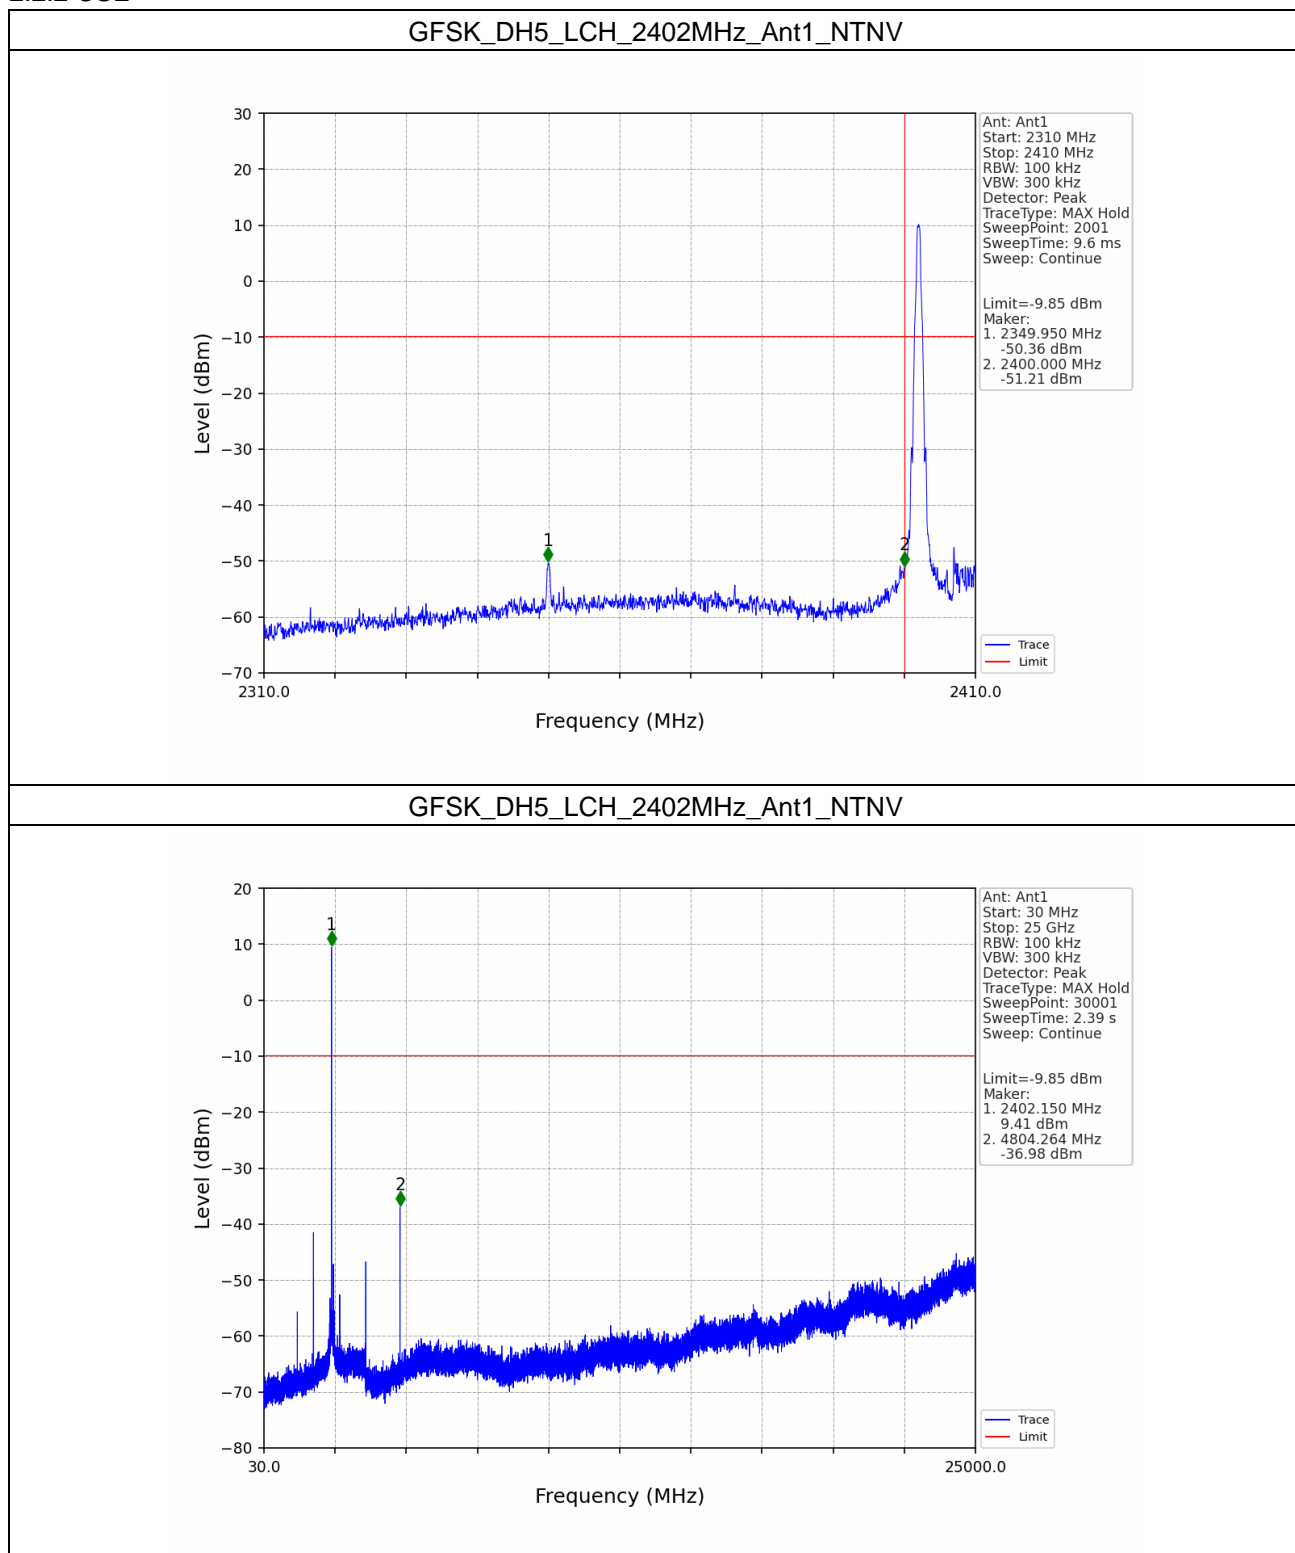 GFSK_DH5_LCH_2402MHz_Ant1_NTNV
30
20
10
0
−10
−20
−30
−40
−50
−60
−70
Level (dBm)
1
2
2310.0
2410.0
Frequency (MHz)
Ant: Ant1
Start: 2310 MHz
Stop: 2410 MHz
RBW: 100 kHz
VBW: 300 kHz
Detector: Peak
TraceType: MAX Hold
SweepPoint: 2001
SweepTime: 9.6 ms
Sweep: Continue
Limit=-9.85 dBm
Maker:
1. 2349.950 MHz
-50.36 dBm
2. 2400.000 MHz
-51.21 dBm
Trace
Limit
GFSK_DH5_LCH_2402MHz_Ant1_NTNV
20
10
0
−10
−20
−30
−40
−50
−60
−70
−80
Level (dBm)
1
2
30.0
25000.0
Frequency (MHz)
Ant: Ant1
Start: 30 MHz
Stop: 25 GHz
RBW: 100 kHz
VBW: 300 kHz
Detector: Peak
TraceType: MAX Hold
SweepPoint: 30001
SweepTime: 2.39 s
Sweep: Continue
Limit=-9.85 dBm
Maker:
1. 2402.150 MHz
9.41 dBm
2. 4804.264 MHz
-36.98 dBm
Trace
Limit